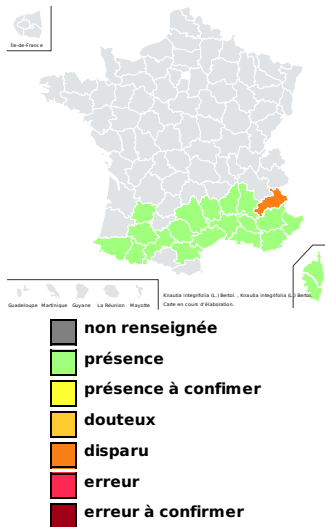 Île-de-France
Guadeloupe Martinique Guyane La Réunion Mayotte
Knautia integrifolia (L.) Bertol. , Knautia integrifolia (L.) Bertol.
Carte en cours d'élaboration.
non renseignée
présence
présence à confimer
douteux
disparu
erreur
erreur à confirmer